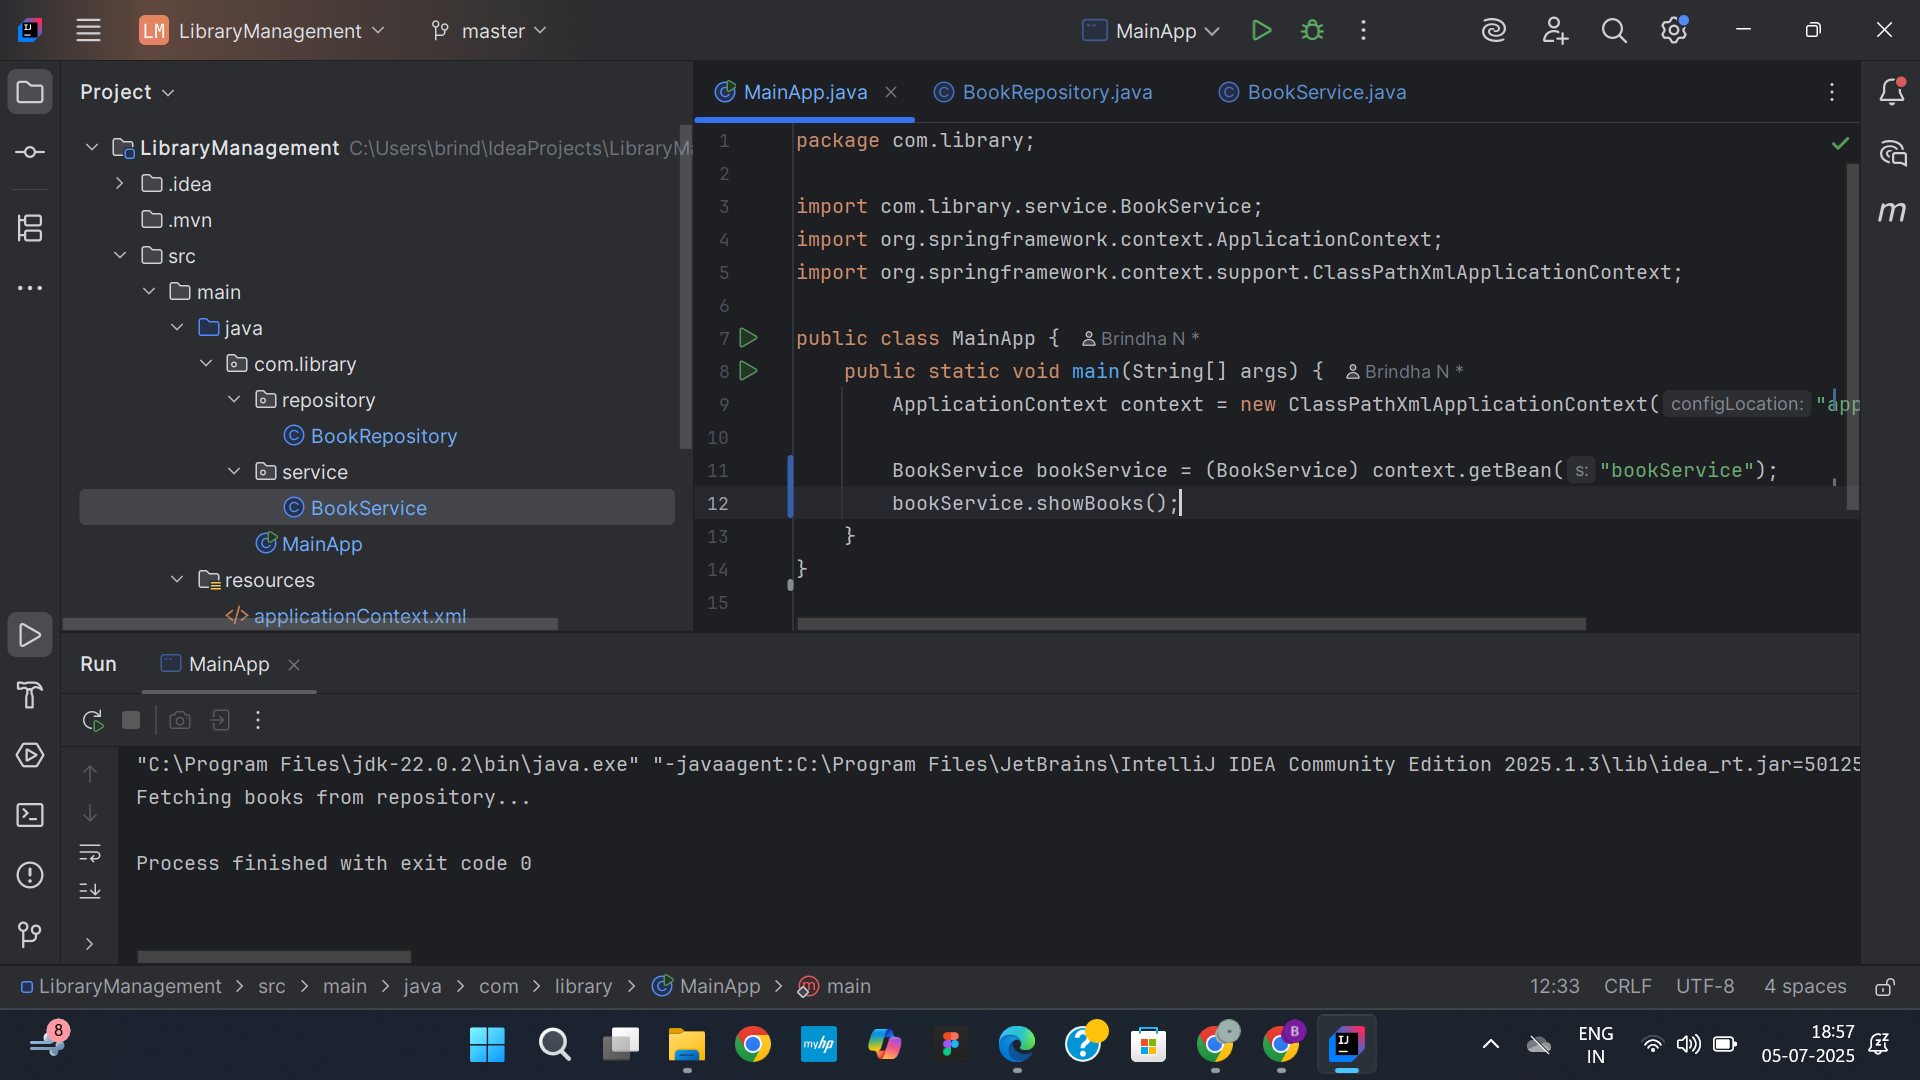 LM LibraryManagement master MainApp
Project
LibraryManagement C:\Users\brind\IdeaProjects\LibraryM
.idea
.mvn
src
main
java
com.library
repository
BookRepository
service
BookService
MainApp
resources
applicationContext.xml
MainApp.java BookRepository.java BookService.java
1 package com.library;
2
3 import com.library.service.BookService;
4 import org.springframework.context.ApplicationContext;
5 import org.springframework.context.support.ClassPathXmlApplicationContext;
6
7 public class MainApp { Brindha N *
8 public static void main(String[] args) { Brindha N *
9 ApplicationContext context = new ClassPathXmlApplicationContext( configLocation: "app
10
11 BookService bookService = (BookService) context.getBean( s: "bookService");
12 bookService.showBooks();
13 }
14 }
15
Run MainApp
"C:\Program Files\jdk-22.0.2\bin\java.exe" "-javaagent:C:\Program Files\JetBrains\IntelliJ IDEA Community Edition 2025.1.3\lib\idea_rt.jar=50125
Fetching books from repository...
Process finished with exit code 0
LibraryManagement > src > main > java > com > library > MainApp > main 12:33 CRLF UTF-8 4 spaces
8 myhp B IJ ENG 18:57
IN 05-07-2025